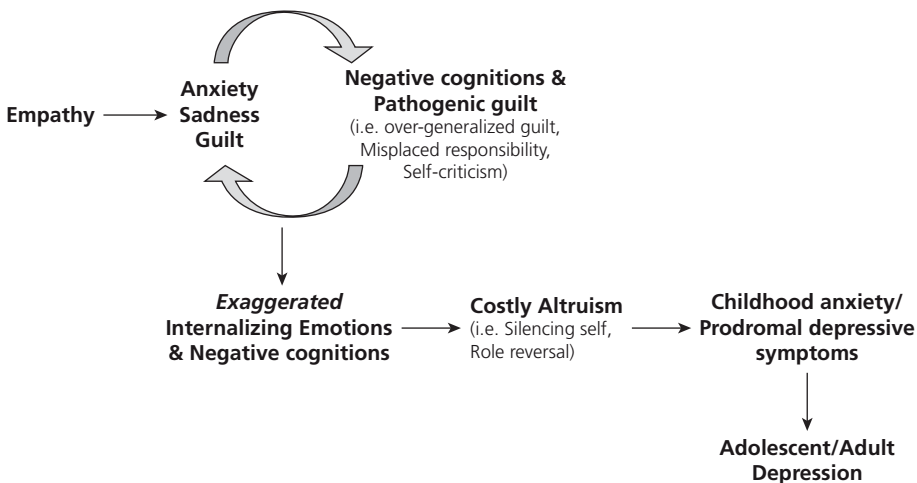 Empathy
Anxiety
Sadness
Guilt
Negative cognitions &
Pathogenic guilt
(i.e. over-generalized guilt,
Misplaced responsibility,
Self-criticism)
Exaggerated
Internalizing Emotions
& Negative cognitions
Costly Altruism
(i.e. Silencing self,
Role reversal)
Childhood anxiety/
Prodromal depressive
symptoms
Adolescent/Adult
Depression